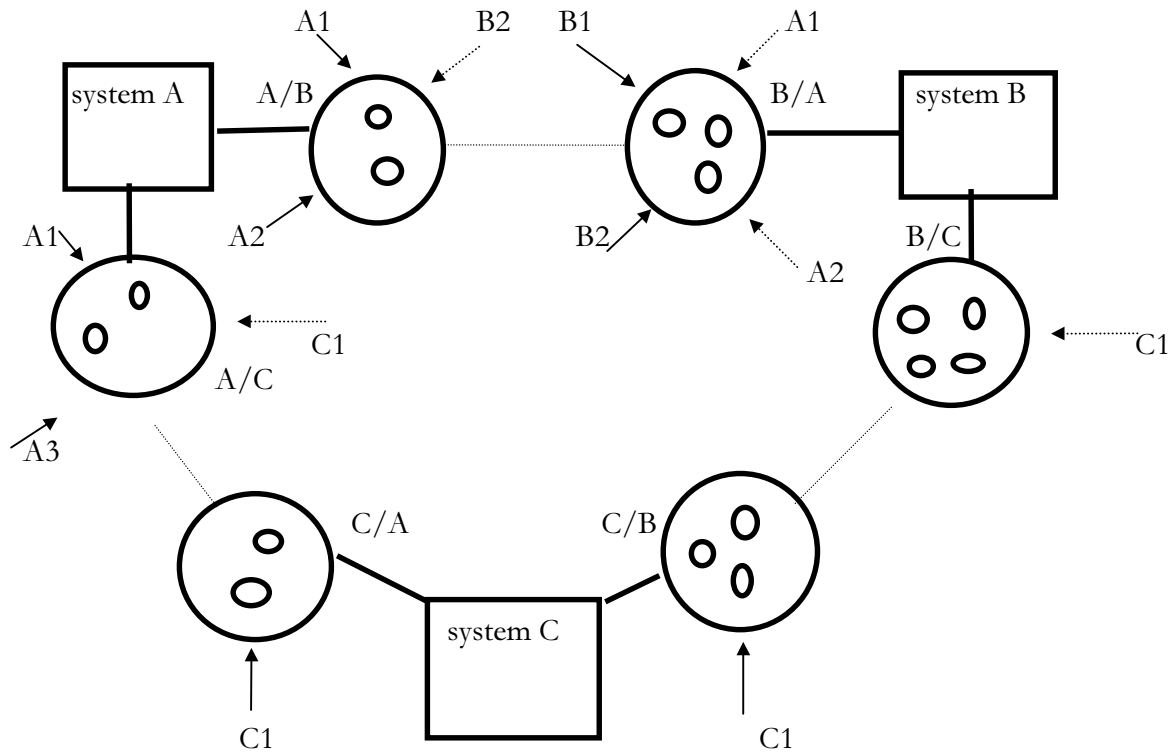 A1
B2
B1
A1
system A
A/B
B/A
system B
A2
B2
A2
A1
B/C
C1
C1
A/C
A3
C/A
C/B
system C
C1
C1